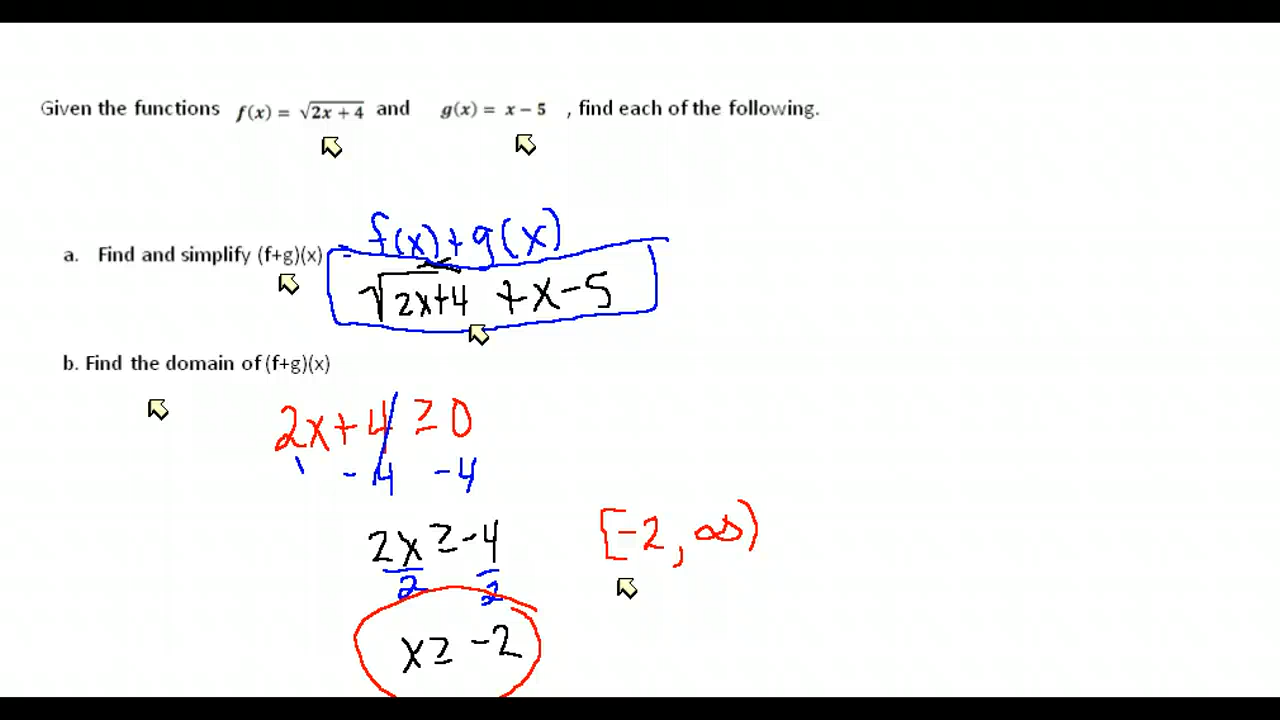 Given the functions f(x) = √2x + 4 and g(x) = x − 5 , find each of the following.
f(x)+g(x)
a. Find and simplify (f+g)(x) =
√2x+4 +x-5
b. Find the domain of (f+g)(x)
2x+4 ≥ 0
-4 -4
2x ≥ -4
2 2
[-2, ∞)
x ≥ -2